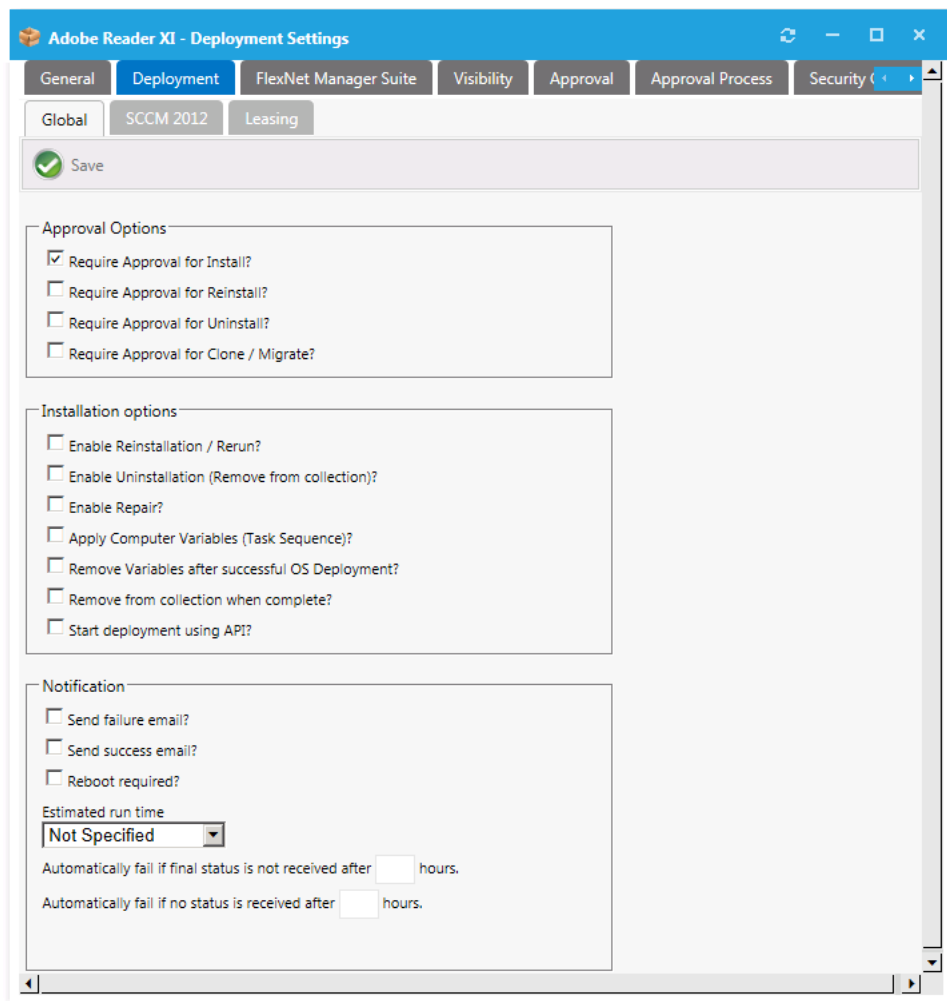 Adobe Reader XI - Deployment Settings
General Deployment FlexNet Manager Suite Visibility Approval Approval Process Security
Global SCCM 2012 Leasing
Save
Approval Options
Require Approval for Install?
Require Approval for Reinstall?
Require Approval for Uninstall?
Require Approval for Clone / Migrate?
Installation options
Enable Reinstallation / Rerun?
Enable Uninstallation (Remove from collection)?
Enable Repair?
Apply Computer Variables (Task Sequence)?
Remove Variables after successful OS Deployment?
Remove from collection when complete?
Start deployment using API?
Notification
Send failure email?
Send success email?
Reboot required?
Estimated run time
Not Specified
Automatically fail if final status is not received after hours.
Automatically fail if no status is received after hours.